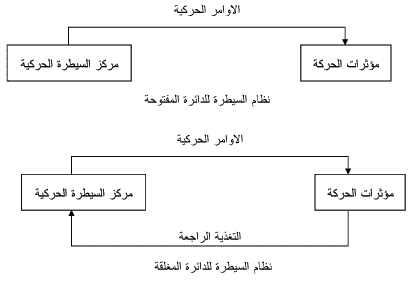 الاوامر الحركية
مؤثرات الحركة
مركز السيطرة الحركية
نظام السيطرة للدائرة المفتوحة
الاوامر الحركية
مؤثرات الحركة
مركز السيطرة الحركية
التغذية الراجعة
نظام السيطرة للدائرة المغلقة